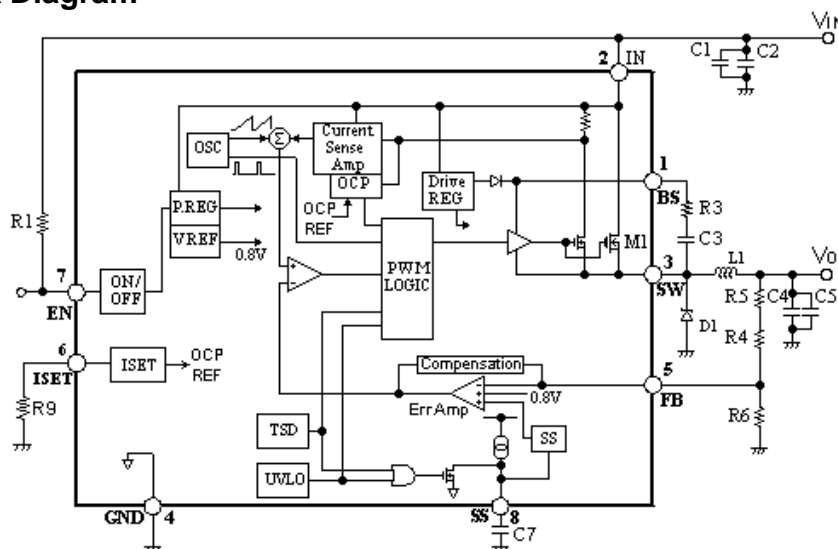 Diagram
VIN
C1
C2
2
IN
OSC
Σ
Current
Sense
Amp
OCP
Drive
REG
1
BS
R3
C3
R1
P.REG
VREF
0.8V
OCP
REF
PWM
LOGIC
M1
3
SW
L1
VO
7
EN
ON/
OFF
D1
R5
C4
C5
R4
6
ISET
ISET
OCP
REF
R9
Compensation
ErrAmp
0.8V
5
FB
R6
TSD
SS
UVLO
GND
4
SS
8
C7